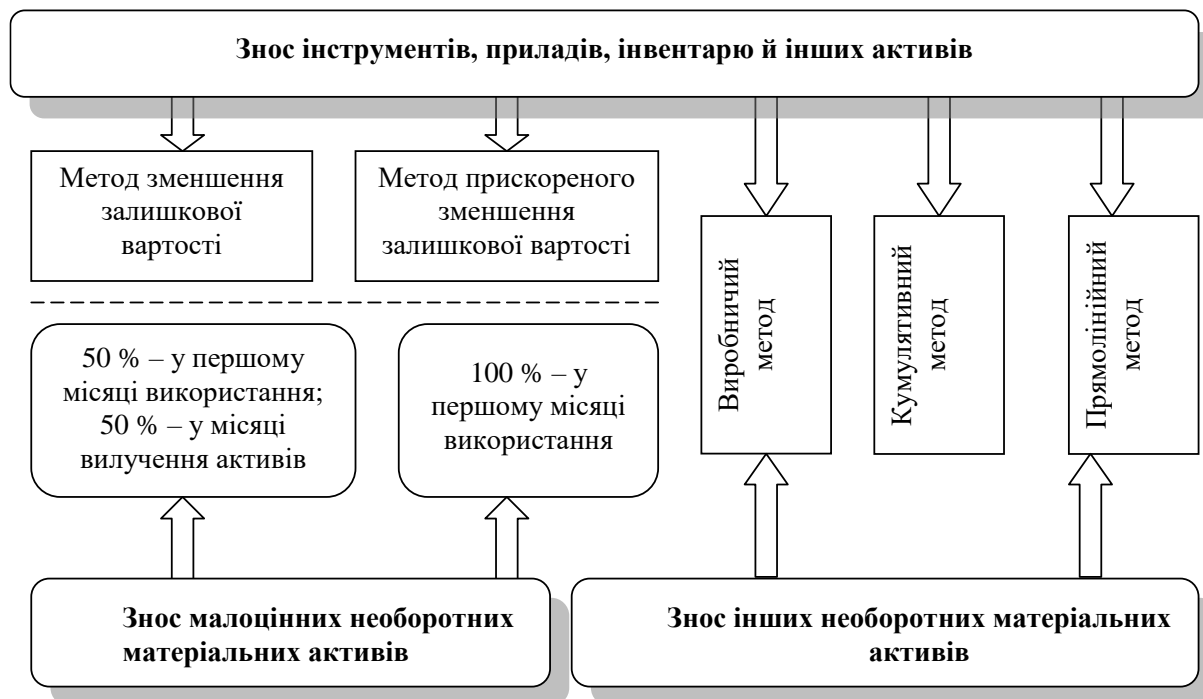 Знос інструментів, приладів, інвентарю й інших активів
Метод зменшення
залишкової
вартості
Метод прискореного
зменшення
залишкової вартості
Виробничий
метод
Кумулятивний
метод
Прямолінійний
метод
50 % – у першому
місяці використання;
50 % – у місяці
вилучення активів
100 % – у
першому місяці
використання
Знос малоцінних необоротних
матеріальних активів
Знос інших необоротних матеріальних
активів